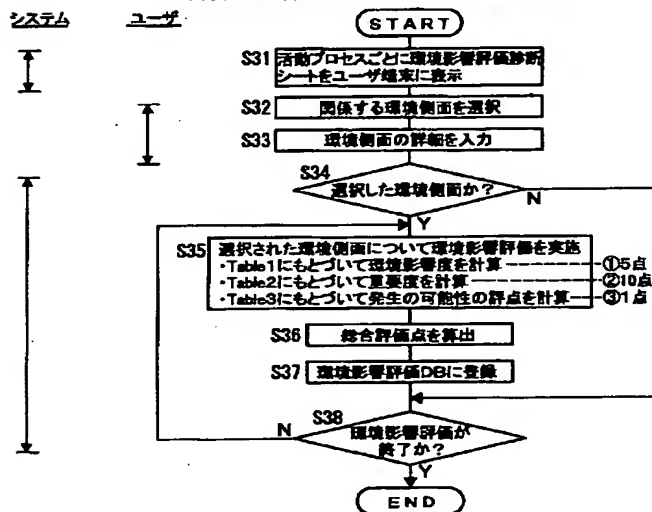 システム
ユーザ
START
S31
活動プロセスごとに環境影響評価診断
シートをユーザ端末に表示
S32
関係する環境側面を選択
S33
環境側面の詳細を入力
S34
選択した環境側面か?
N
Y
S35
選択された環境側面について環境影響評価を実施
・Table1にもとづいて環境影響度を計算 ①5点
・Table2にもとづいて重要度を計算 ②10点
・Table3にもとづいて発生の可能性の評点を計算 ③1点
S36
総合評価点を算出
S37
環境影響評価DBに登録
S38
N
環境影響評価が
終了か?
Y
END